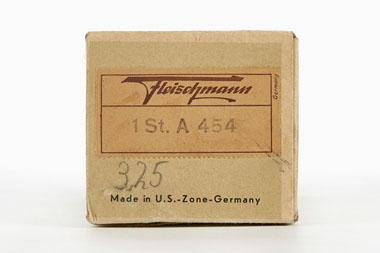 Fleischmann
Germany
1 St. A 454
3,25
Made in U.S.-Zone-Germany